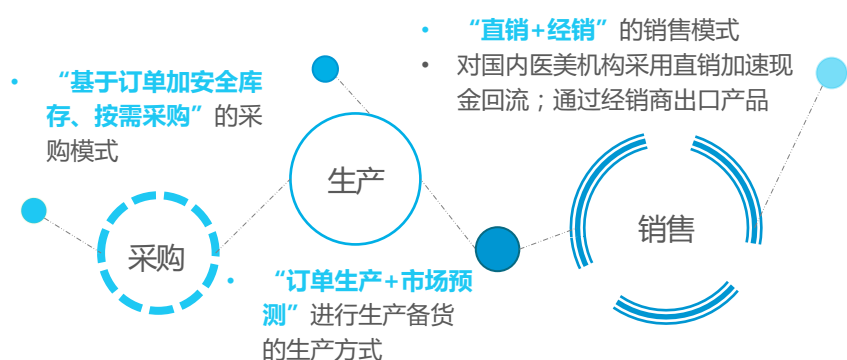 • “基于订单加安全库
存、按需采购”的采
购模式
采购
生产
• “订单生产+市场预
测”进行生产备货
的生产方式
• “直销+经销”的销售模式
• 对国内医美机构采用直销加速现
金回流；通过经销商出口产品
销售